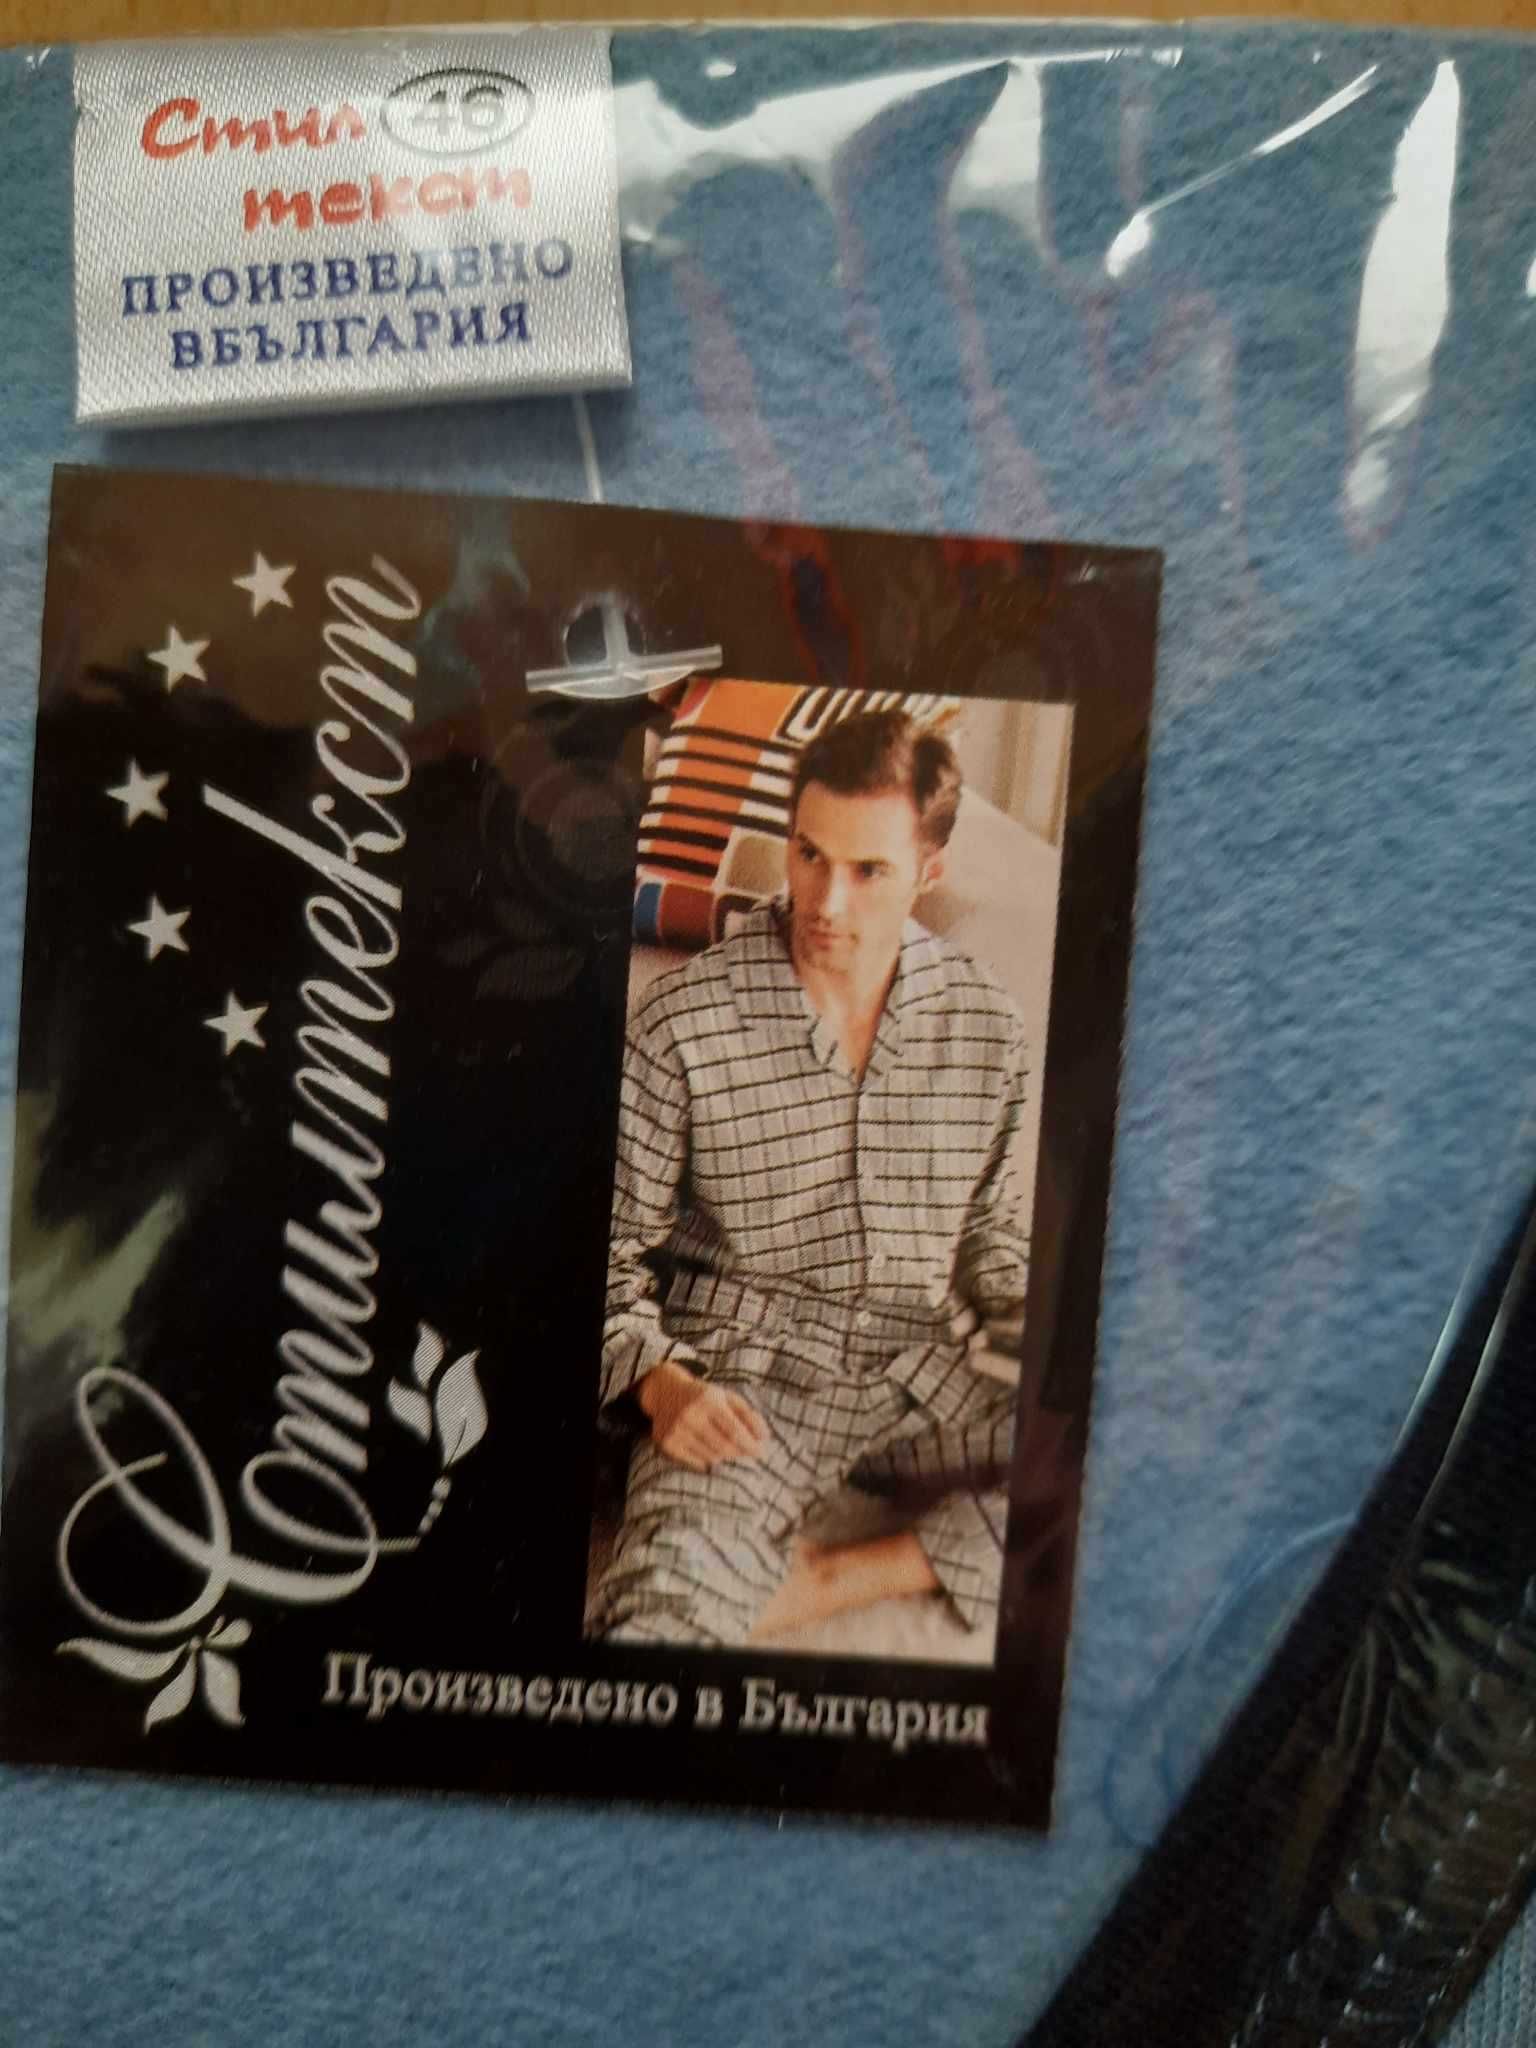 Стил 46
текст
ПРОИЗВЕДЕНО
ВБЪЛГАРИЯ
Стилтекст
Произведено в България